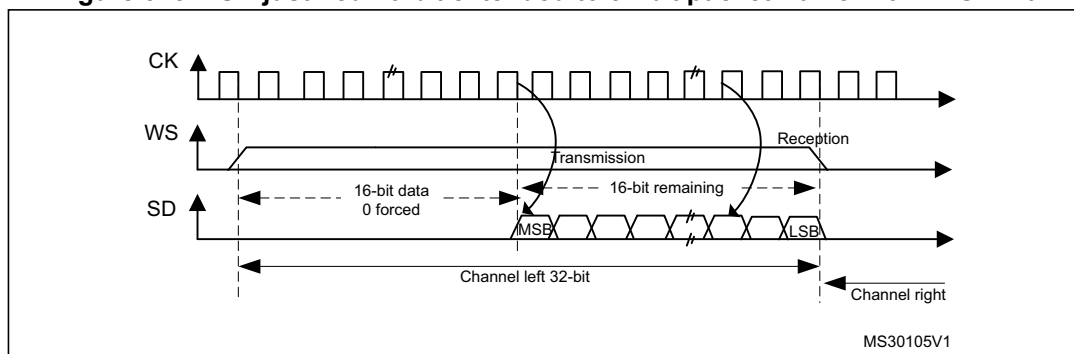 CK
WS
Reception
Transmission
16-bit data
0 forced
16-bit remaining
SD
MSB
LSB
Channel left 32-bit
Channel right
MS30105V1